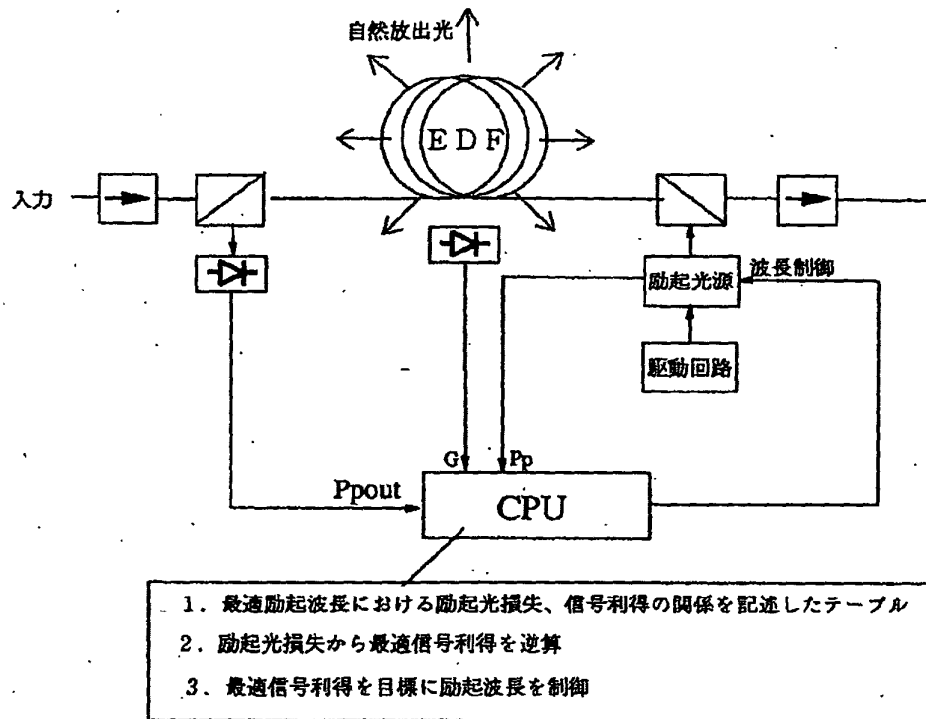 自然放出光
EDF
入力
励起光源
波長制御
駆動回路
G
Pp
Ppout
CPU
1．最適励起波長における励起光損失、信号利得の関係を記述したテーブル
2．励起光損失から最適信号利得を逆算
3．最適信号利得を目標に励起波長を制御